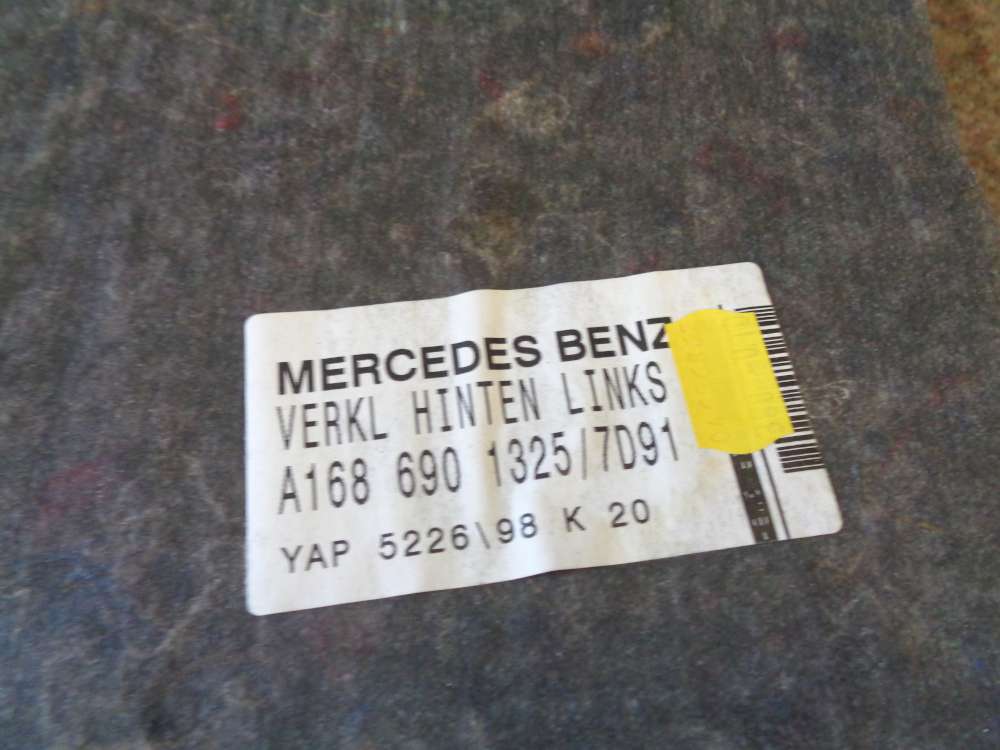 MERCEDES BENZ
VERKL HINTEN LINKS
A168 690 1325/7D91
YAP 5226\98 K 20